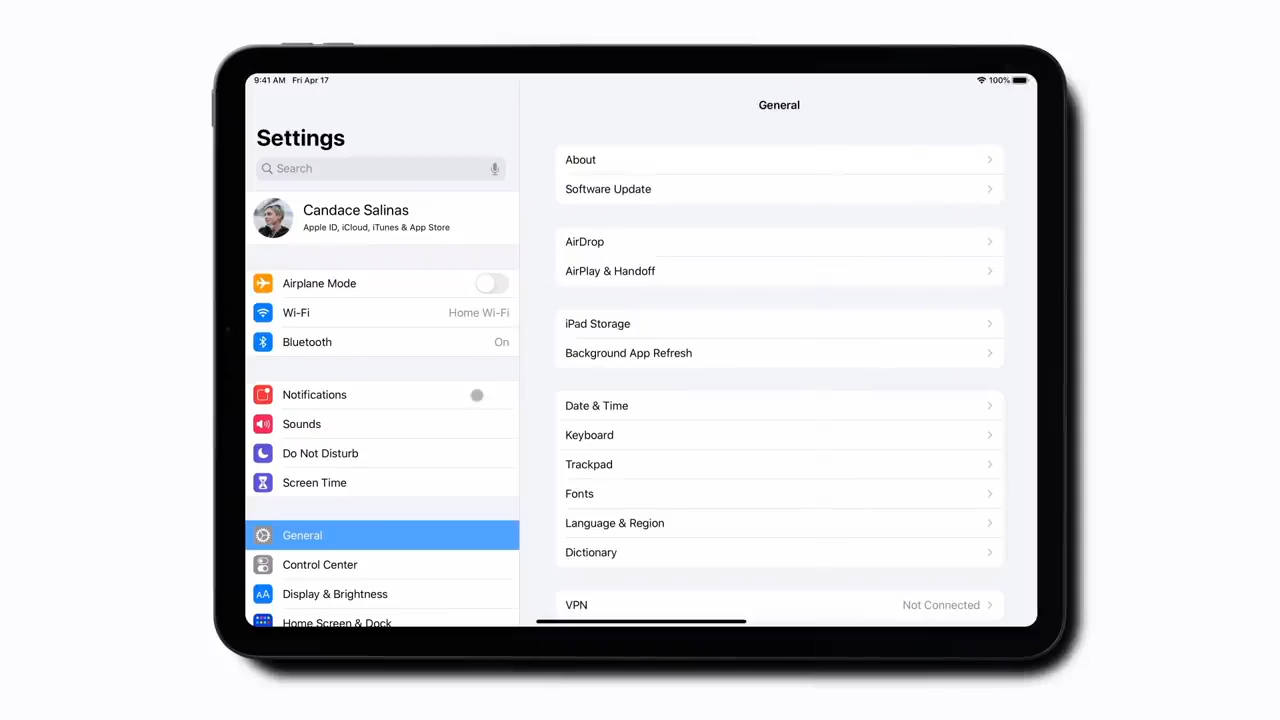 9:41 AM Fri Apr 17
100%
Settings
Search
Candace Salinas
Apple ID, iCloud, iTunes & App Store
Airplane Mode
Wi-Fi Home Wi-Fi
Bluetooth On
Notifications
Sounds
Do Not Disturb
Screen Time
General
Control Center
AA Display & Brightness
Home Screen & Dock
General
About
Software Update
AirDrop
AirPlay & Handoff
iPad Storage
Background App Refresh
Date & Time
Keyboard
Trackpad
Fonts
Language & Region
Dictionary
VPN Not Connected